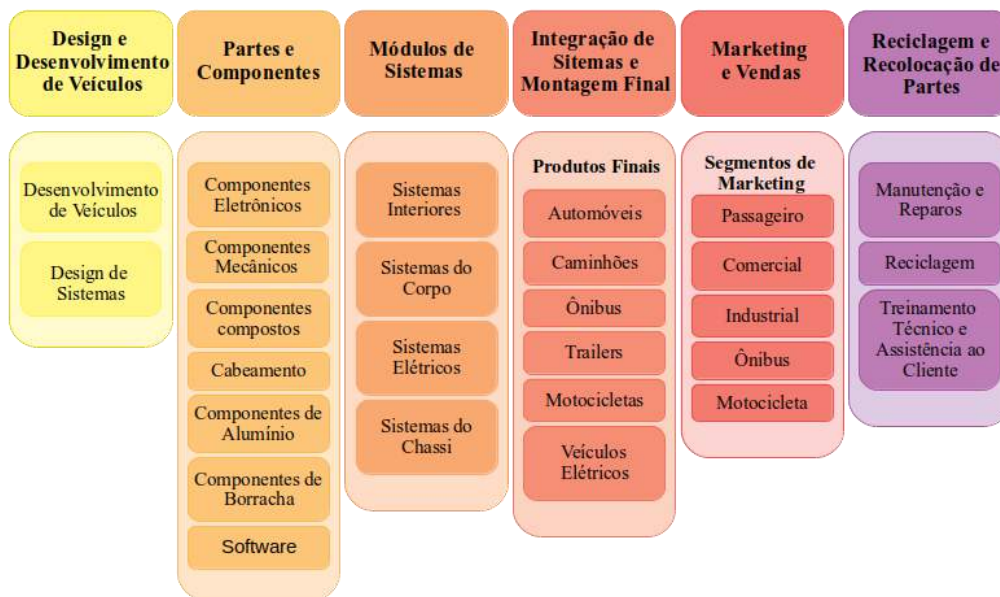 Design e
Desenvolvimento
de Veículos
Partes e
Componentes
Módulos de
Sistemas
Integração de
Sitemas e
Montagem Final
Marketing
e Vendas
Reciclagem e
Recolocação de
Partes
Desenvolvimento
de Veículos
Design de
Sistemas
Componentes
Eletrônicos
Componentes
Mecânicos
Componentes
compostos
Cabeamento
Componentes de
Alumínio
Componentes de
Borracha
Software
Sistemas
Interiores
Sistemas do
Corpo
Sistemas
Elétricos
Sistemas do
Chassi
Produtos Finais
Automóveis
Caminhões
Ônibus
Trailers
Motocicletas
Veículos
Elétricos
Segmentos de
Marketing
Passageiro
Comercial
Industrial
Ônibus
Motocicleta
Manutenção e
Reparos
Reciclagem
Treinamento
Técnico e
Assistência ao
Cliente